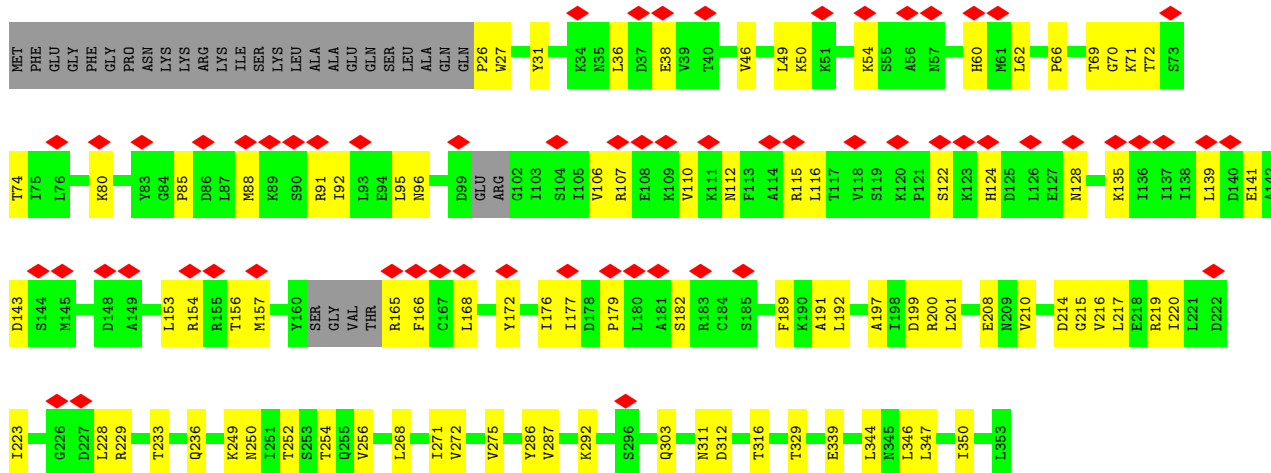 MET PHE GLU GLY GLY PHE GLY PRO ASN LYS LYS ARG LYS ILE SER LYS LEU ALA ALA GLU GLN SER LEU ALA GLN GLN P26 W27 Y31 K34 N35 L36 D37 E38 V39 T40 V46 L49 K50 K51 K54 S55 A56 N57 H60 M61 L62 P66 T69 G70 K71 T72 S73
T74 I75 L76 K80 Y83 G84 P85 D86 L87 M88 K89 S90 R91 I92 L93 E94 L95 N96 D99 GLU ARG G102 I103 S104 I105 V106 R107 E108 K109 V110 K111 N112 F113 A114 R115 L116 T117 V118 S119 K120 P121 S122 K123 H124 D125 L126 E127 N128 K135 I136 I137 I138 L139 D140 E141 A142
D143 S144 M145 D148 A149 L153 R154 R155 T156 M157 Y160 SER GLY VAL THR R165 F166 C167 L168 Y172 I176 I177 D178 P179 L180 A181 S182 R183 C184 S185 F189 K190 A191 L192 A197 I198 D199 R200 L201 E208 N209 V210 D214 G215 V216 L217 E218 R219 I220 L221 D222
I223 G226 D227 L228 R229 T233 Q236 K249 N250 I251 T252 S253 T254 Q255 V256 L268 I271 V272 V275 Y286 V287 K292 S296 Q303 N311 D312 T316 T329 E339 L344 N345 L346 L347 I350 L353